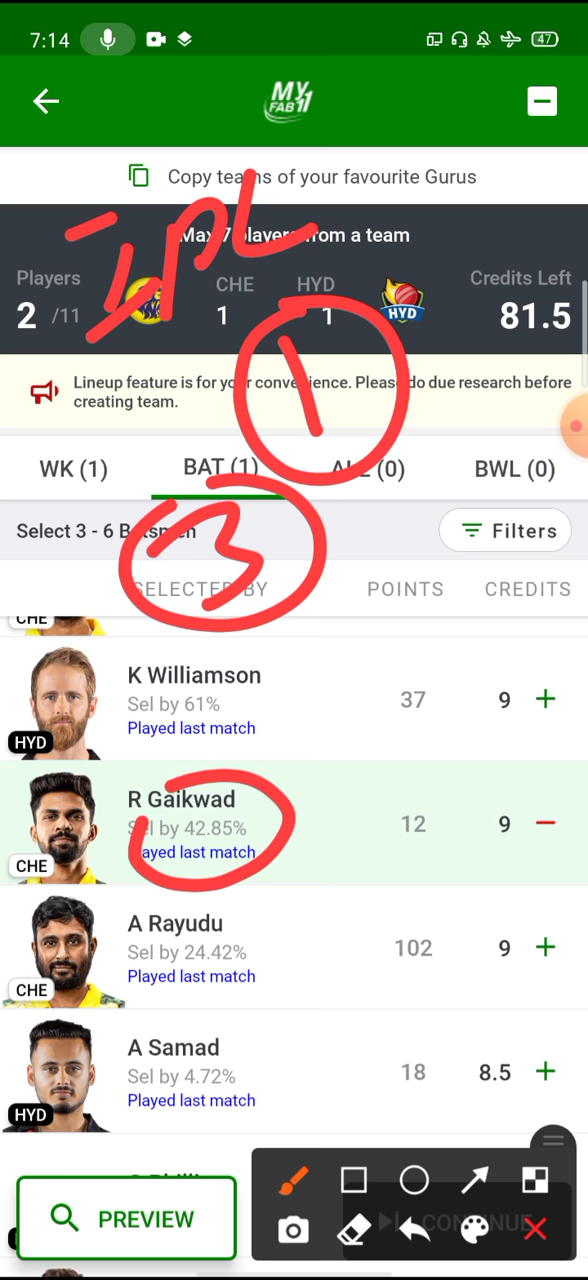 7:14
47
MY
FAB11
Copy teams of your favourite Gurus
Max 7 players from a team
IPL
Players
CHE
HYD
Credits Left
2 /11
1
1
HYD
81.5
1
Lineup feature is for your convenience. Please do due research before
creating team.
WK (1)
BAT (1)
ALL (0)
BWL (0)
Select 3 - 6 Batsmen
Filters
3
SELECTED BY
POINTS
CREDITS
CHE
K Williamson
Sel by 61%
37
9
Played last match
HYD
R Gaikwad
Sel by 42.85%
12
9
Played last match
CHE
A Rayudu
Sel by 24.42%
102
9
Played last match
CHE
A Samad
Sel by 4.72%
18
8.5
Played last match
HYD
PREVIEW
CONTINUE